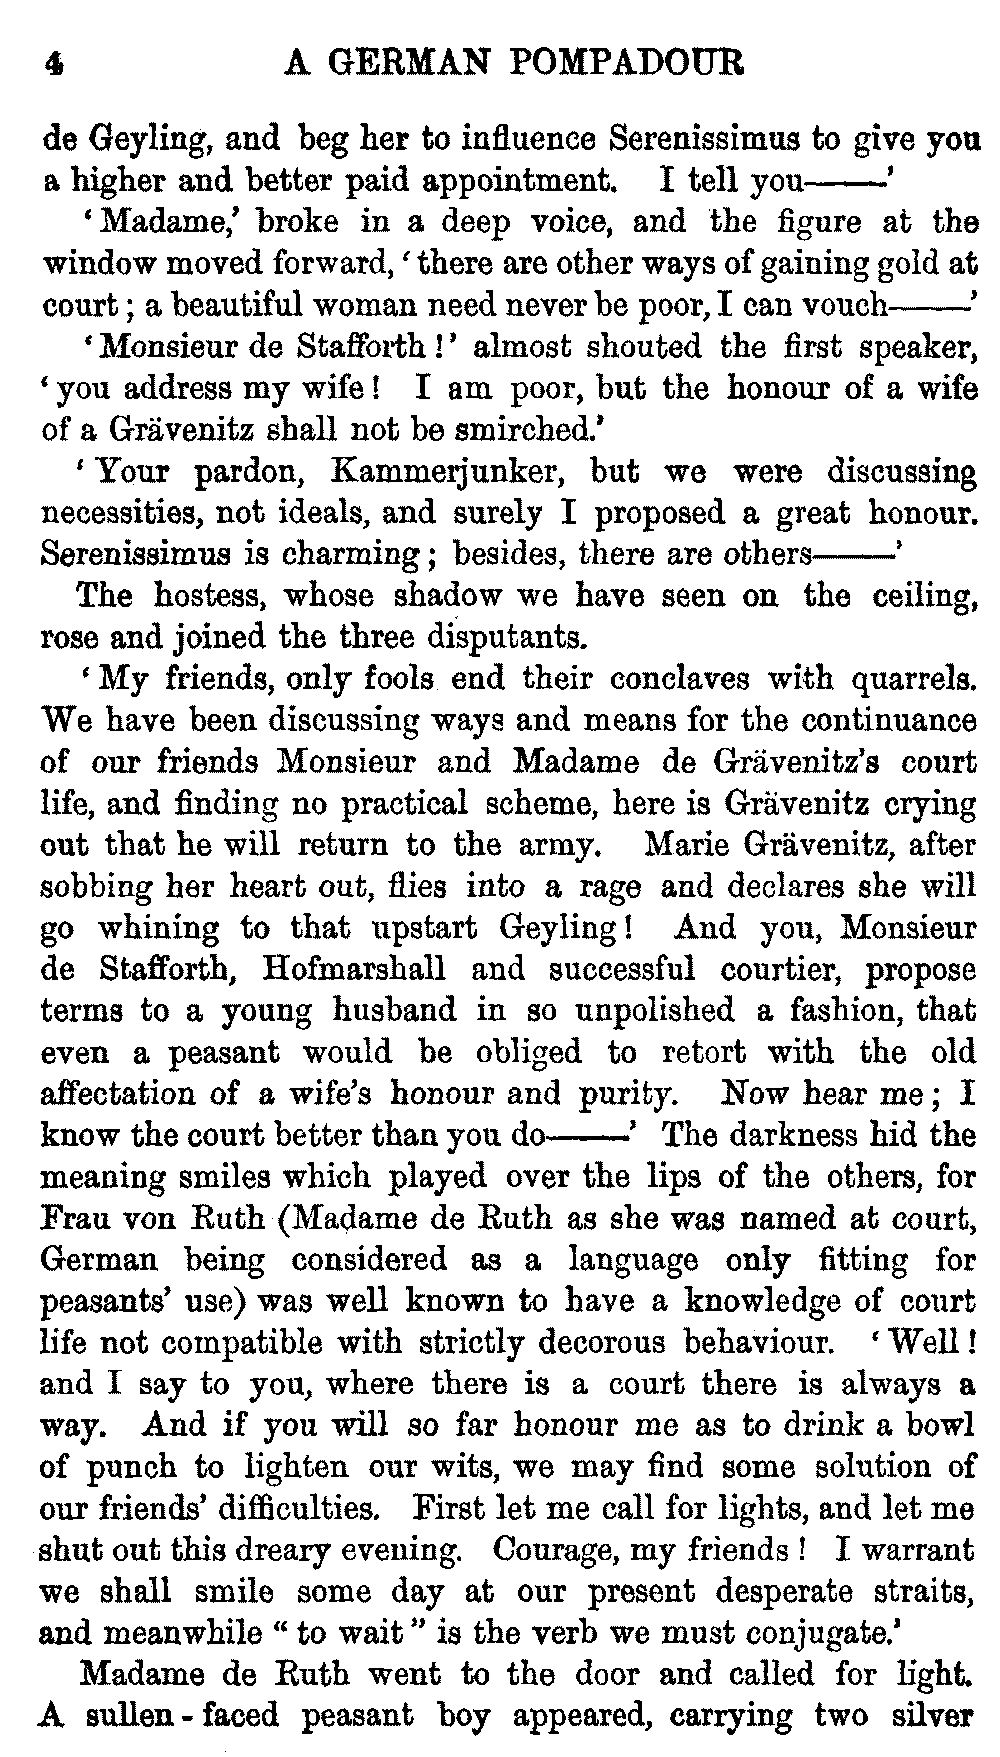 4 A GERMAN POMPADOUR
de Geyling, and beg her to influence Serenissimus to give you
a higher and better paid appointment. I tell you——'
'Madame,' broke in a deep voice, and the figure at the
window moved forward, 'there are other ways of gaining gold at
court; a beautiful woman need never be poor, I can vouch——'
'Monsieur de Stafforth!' almost shouted the first speaker,
'you address my wife! I am poor, but the honour of a wife
of a Grävenitz shall not be smirched.'
'Your pardon, Kammerjunker, but we were discussing
necessities, not ideals, and surely I proposed a great honour.
Serenissimus is charming; besides, there are others——'
The hostess, whose shadow we have seen on the ceiling,
rose and joined the three disputants.
'My friends, only fools end their conclaves with quarrels.
We have been discussing ways and means for the continuance
of our friends Monsieur and Madame de Grävenitz's court
life, and finding no practical scheme, here is Grävenitz crying
out that he will return to the army. Marie Grävenitz, after
sobbing her heart out, flies into a rage and declares she will
go whining to that upstart Geyling! And you, Monsieur
de Stafforth, Hofmarshall and successful courtier, propose
terms to a young husband in so unpolished a fashion, that
even a peasant would be obliged to retort with the old
affectation of a wife's honour and purity. Now hear me; I
know the court better than you do——' The darkness hid the
meaning smiles which played over the lips of the others, for
Frau von Ruth (Madame de Ruth as she was named at court,
German being considered as a language only fitting for
peasants' use) was well known to have a knowledge of court
life not compatible with strictly decorous behaviour. 'Well!
and I say to you, where there is a court there is always a
way. And if you will so far honour me as to drink a bowl
of punch to lighten our wits, we may find some solution of
our friends' difficulties. First let me call for lights, and let me
shut out this dreary evening. Courage, my friends! I warrant
we shall smile some day at our present desperate straits,
and meanwhile "to wait" is the verb we must conjugate.'
Madame de Ruth went to the door and called for light.
A sullen-faced peasant boy appeared, carrying two silver